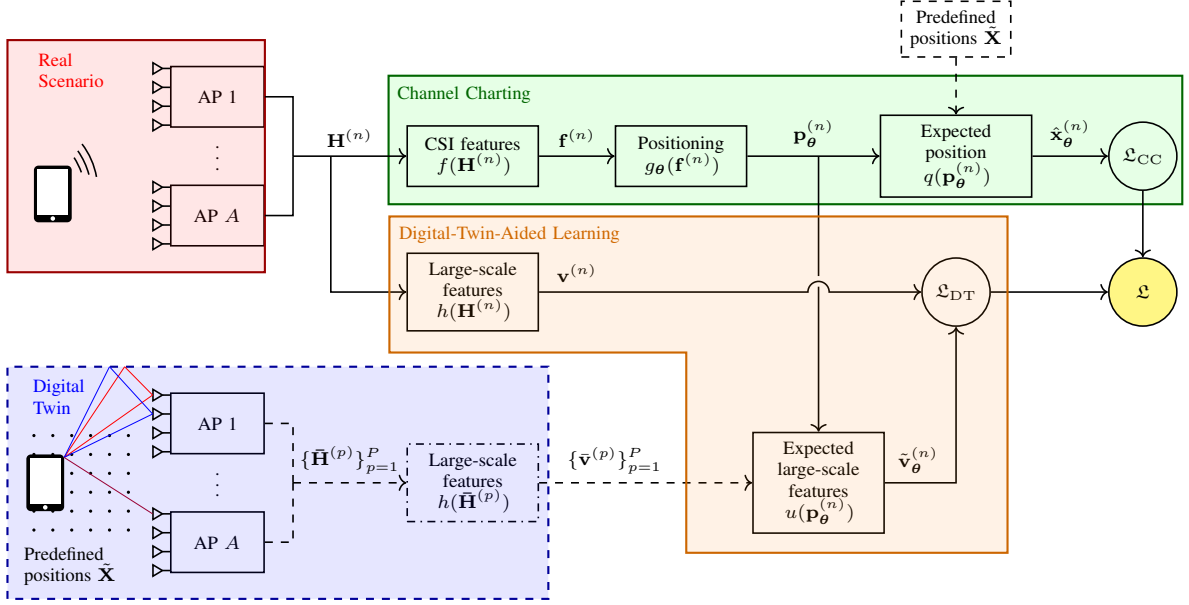 Predefined
positions X̃
Real
Scenario
AP 1
⋮
AP A
H⁽ⁿ⁾
Channel Charting
CSI features
f(H⁽ⁿ⁾)
f⁽ⁿ⁾
Positioning
g_θ(f⁽ⁿ⁾)
p_θ⁽ⁿ⁾
Expected
position
q(p_θ⁽ⁿ⁾)
x̂_θ⁽ⁿ⁾
𝔏_CC
Digital-Twin-Aided Learning
Large-scale
features
h(H⁽ⁿ⁾)
v⁽ⁿ⁾
𝔏_DT
𝔏
Digital
Twin
AP 1
⋮
AP A
Predefined
positions X̃
{H̄⁽ᵖ⁾}ᴾₚ₌₁
Large-scale
features
h(H̄⁽ᵖ⁾)
{v̄⁽ᵖ⁾}ᴾₚ₌₁
Expected
large-scale
features
u(p_θ⁽ⁿ⁾)
ṽ_θ⁽ⁿ⁾